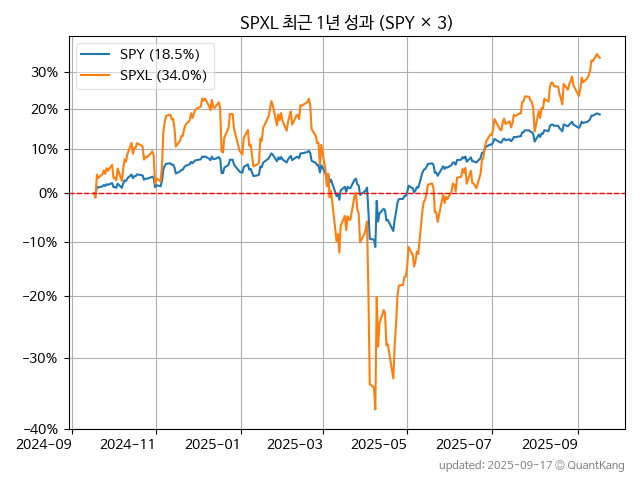 SPXL 최근 1년 성과 (SPY × 3)
SPY (18.5%)
SPXL (34.0%)
30%
20%
10%
0%
−10%
−20%
−30%
−40%
2024-09 2024-11 2025-01 2025-03 2025-05 2025-07 2025-09
updated: 2025-09-17 © QuantKang